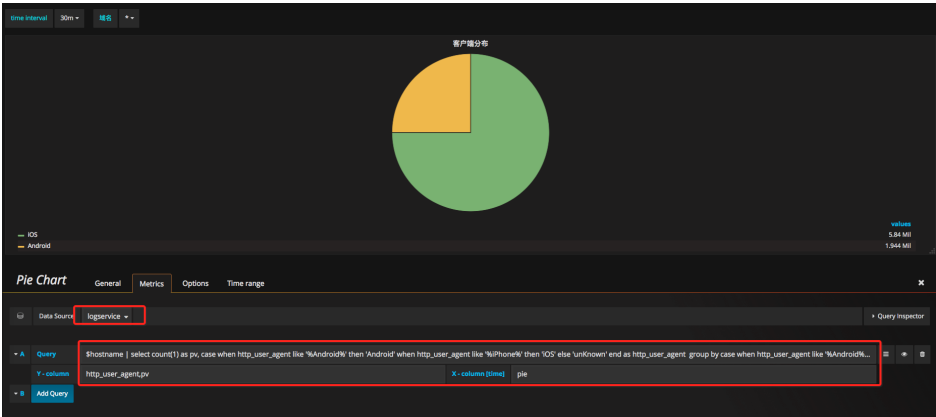 time interval 30m 域名 *
客户端分布
values
iOS 5.84 Mil
Android 1.944 Mil
Pie Chart General Metrics Options Time range
Data Source logservice Query Inspector
A Query $hostname | select count(1) as pv, case when http_user_agent like '%Android%' then 'Android' when http_user_agent like '%iPhone%' then 'iOS' else 'unKnown' end as http_user_agent group by case when http_user_agent like '%Android%...
Y - column http_user_agent,pv X - column [time] pie
B Add Query